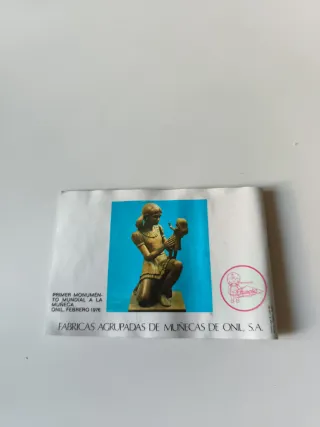 PRIMER MONUMEN-
TO MUNDIAL A LA
MUÑECA
ONIL, FEBRERO 1976
FABRICAS AGRUPADAS DE MUÑECAS DE ONIL, S.A.